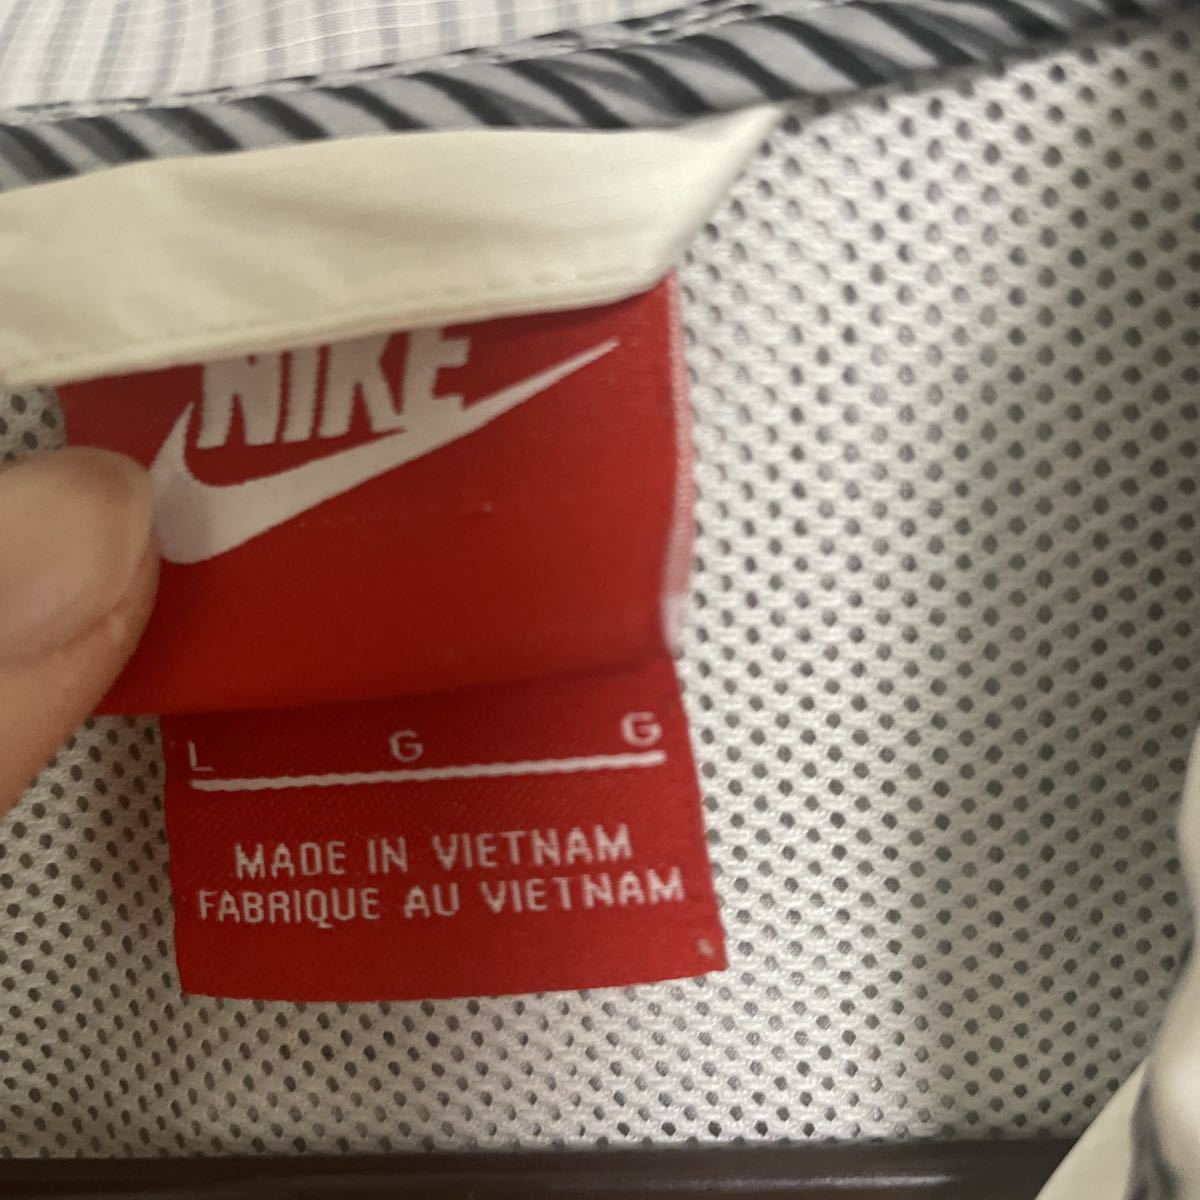 NIKE
L G G
MADE IN VIETNAM
FABRIQUE AU VIETNAM